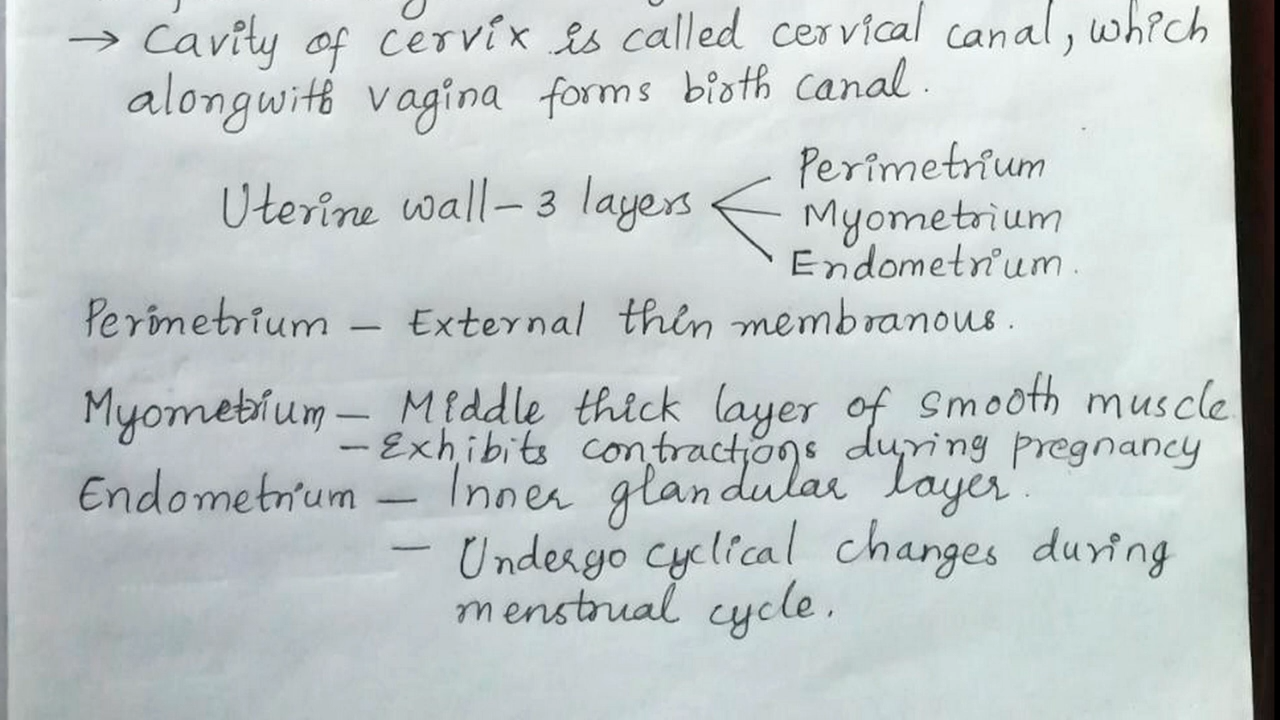 → Cavity of cervix is called cervical canal, which
alongwith vagina forms birth canal.
Uterine wall – 3 layers
Perimetrium
Myometrium
Endometrium.
Perimetrium – External thin membranous.
Myometrium – Middle thick layer of smooth muscle
– Exhibits contractions during pregnancy
Endometrium – Inner glandular layer.
– Undergo cyclical changes during
menstrual cycle.